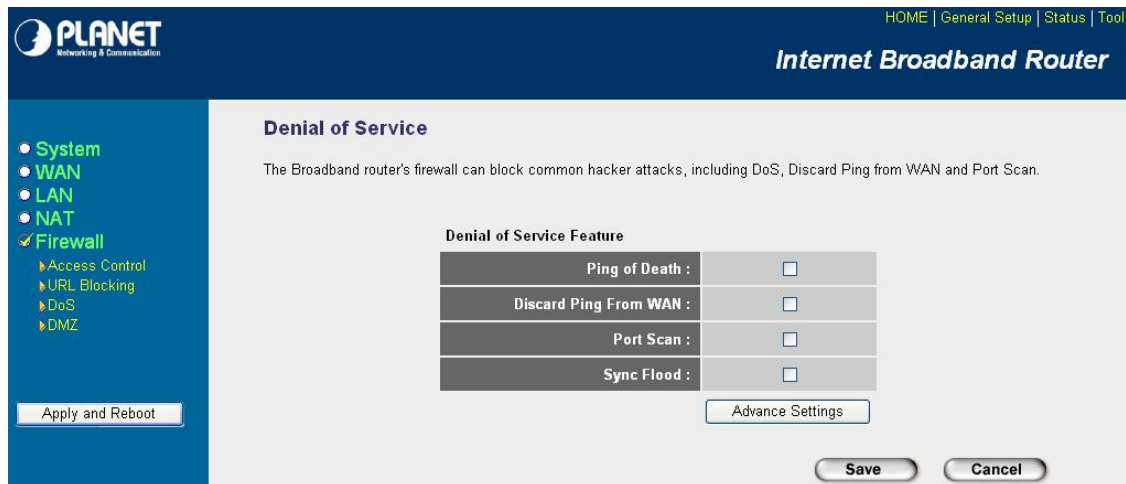 PLANET
Networking & Communication
HOME | General Setup | Status | Tool
Internet Broadband Router
System
WAN
LAN
NAT
Firewall
Access Control
URL Blocking
DoS
DMZ
Apply and Reboot
Denial of Service
The Broadband router's firewall can block common hacker attacks, including DoS, Discard Ping from WAN and Port Scan.
Denial of Service Feature
Ping of Death :
Discard Ping From WAN :
Port Scan :
Sync Flood :
Advance Settings
Save
Cancel